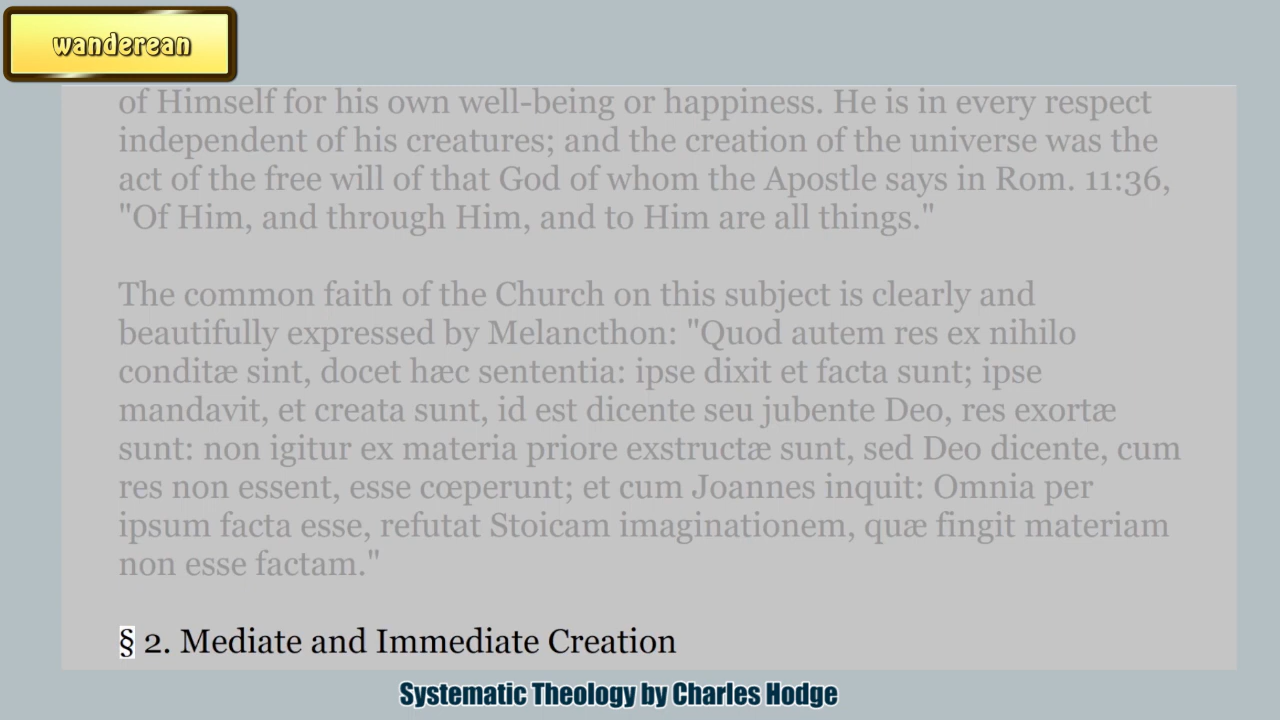 wanderean
of Himself for his own well-being or happiness. He is in every respect
independent of his creatures; and the creation of the universe was the
act of the free will of that God of whom the Apostle says in Rom. 11:36,
"Of Him, and through Him, and to Him are all things."
The common faith of the Church on this subject is clearly and
beautifully expressed by Melancthon: "Quod autem res ex nihilo
conditæ sint, docet hæc sententia: ipse dixit et facta sunt; ipse
mandavit, et creata sunt, id est dicente seu jubente Deo, res exortæ
sunt: non igitur ex materia priore exstructæ sunt, sed Deo dicente, cum
res non essent, esse cœperunt; et cum Joannes inquit: Omnia per
ipsum facta esse, refutat Stoicam imaginationem, quæ fingit materiam
non esse factam."
§ 2. Mediate and Immediate Creation
Systematic Theology by Charles Hodge